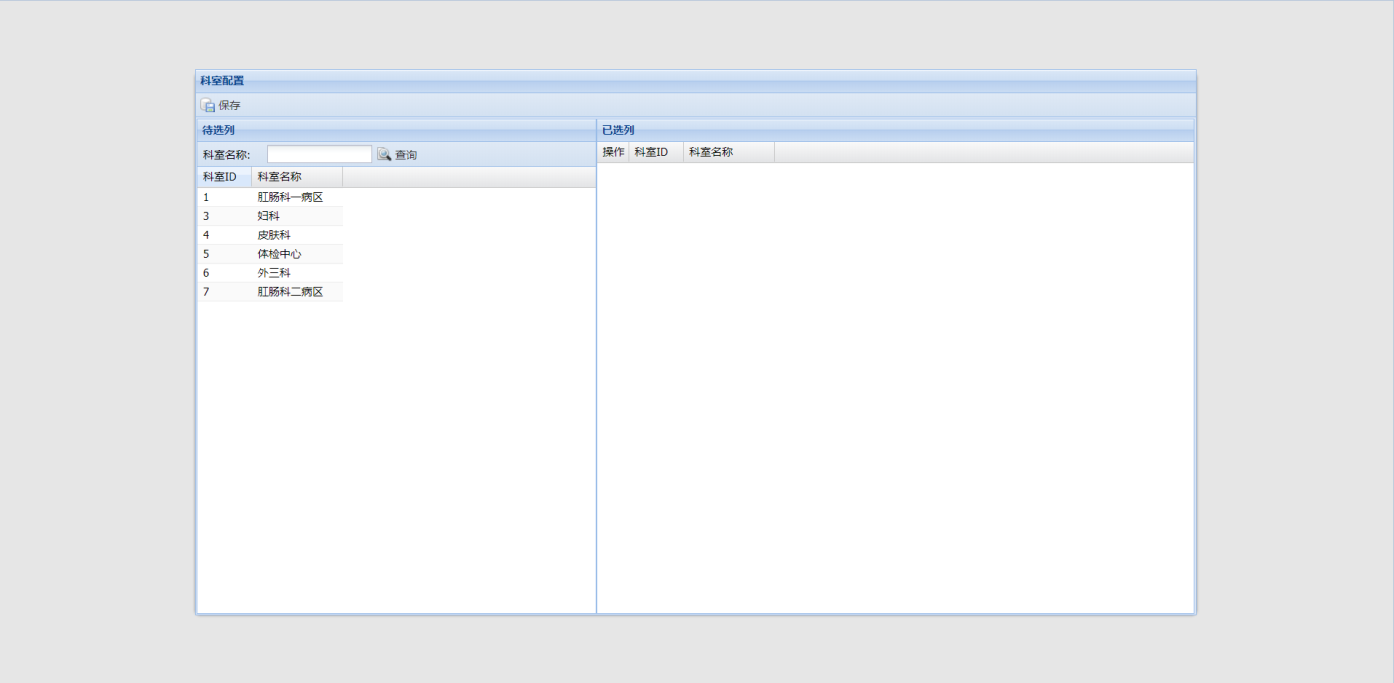 科室配置
保存
待选列
科室名称: 查询
科室ID 科室名称
1 肛肠科一病区
3 妇科
4 皮肤科
5 体检中心
6 外三科
7 肛肠科二病区
已选列
操作 科室ID 科室名称